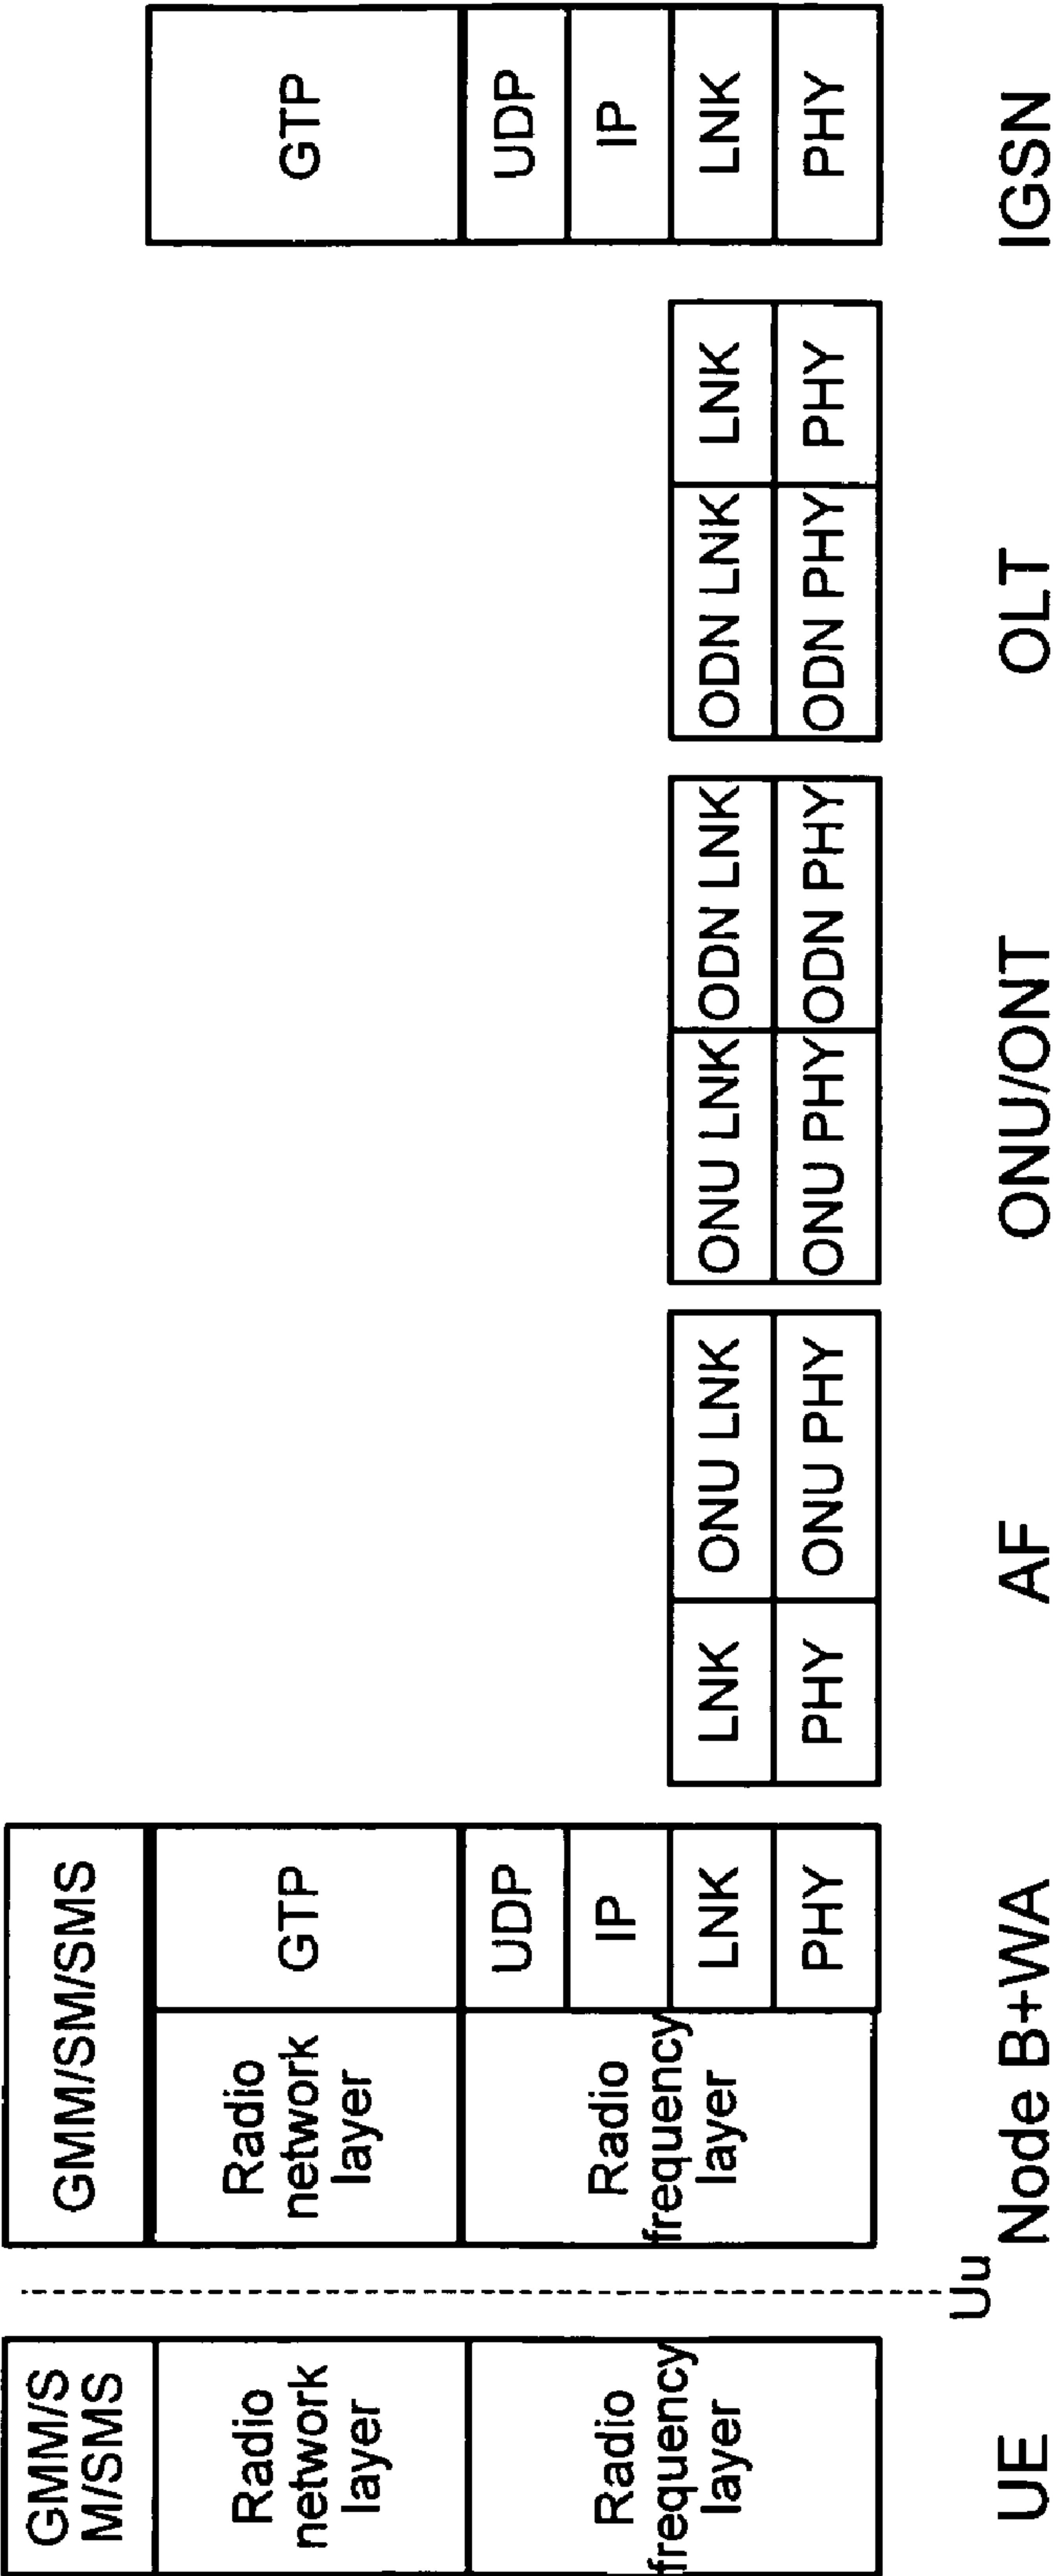 GMM/S
M/SMS
Radio
network
layer
Radio
frequency
layer
UE
Uu
GMM/SM/SMS
Radio
network
layer
GTP
Radio
frequency
layer
UDP
IP
LNK
PHY
Node B+WA
LNK
ONU LNK
PHY
ONU PHY
AF
ONU LNK
ODN LNK
ONU PHY
ODN PHY
ONU/ONT
ODN LNK
LNK
ODN PHY
PHY
OLT
GTP
UDP
IP
LNK
PHY
IGSN